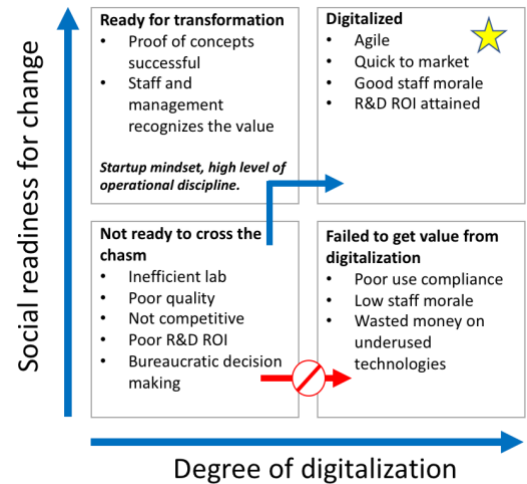 Social readiness for change
Ready for transformation
• Proof of concepts
successful
• Staff and
management
recognizes the value
Startup mindset, high level of
operational discipline.
Digitalized
• Agile
• Quick to market
• Good staff morale
• R&D ROI attained
Not ready to cross the
chasm
• Inefficient lab
• Poor quality
• Not competitive
• Poor R&D ROI
• Bureaucratic decision
making
Failed to get value from
digitalization
• Poor use compliance
• Low staff morale
• Wasted money on
underused
technologies
Degree of digitalization